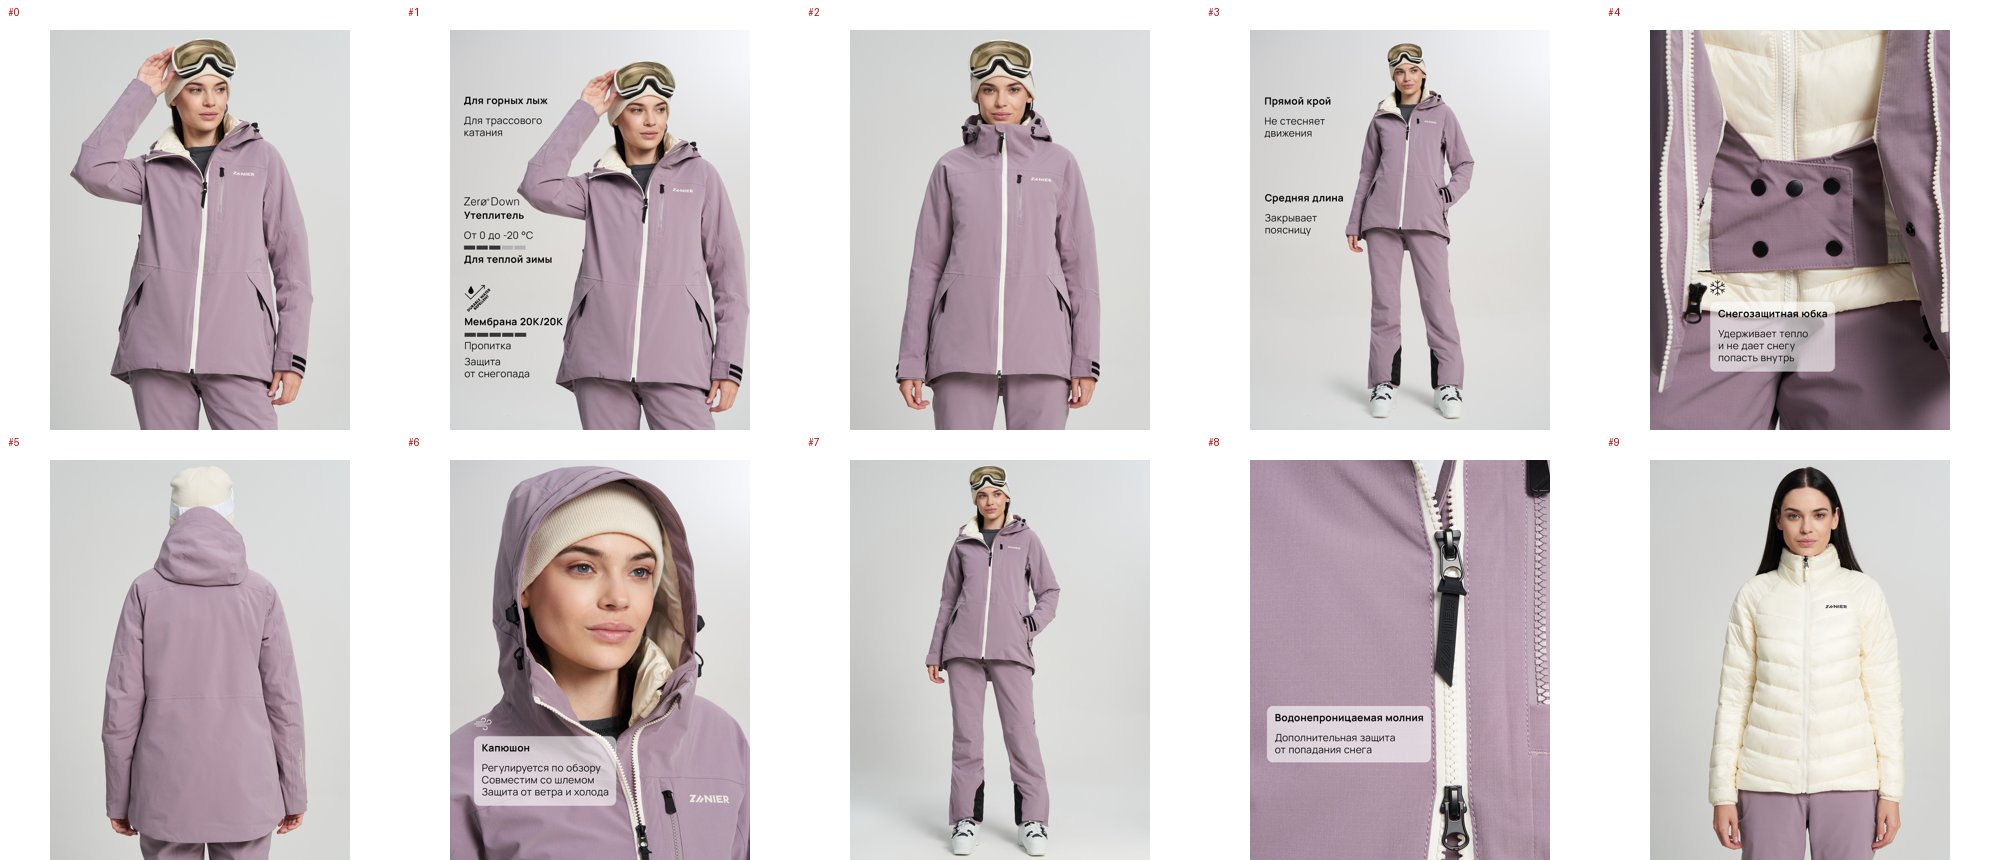 #0
#1
#2
#3
#4
ZANIER
Для горных лыж
Для трассового
катания
Zerø°Down
Утеплитель
От 0 до -20 °C
Для теплой зимы
Мембрана 20K/20K
Пропитка
Защита
от снегопада
ZANIER
ZANIER
Прямой крой
Не стесняет
движения
Средняя длина
Закрывает
поясницу
Снегозащитная юбка
Удерживает тепло
и не дает снегу
попасть внутрь
#5
#6
#7
#8
#9
Капюшон
Регулируется по обзору
Совместим со шлемом
Защита от ветра и холода
ZANIER
Водонепроницаемая молния
Дополнительная защита
от попадания снега
ZANIER